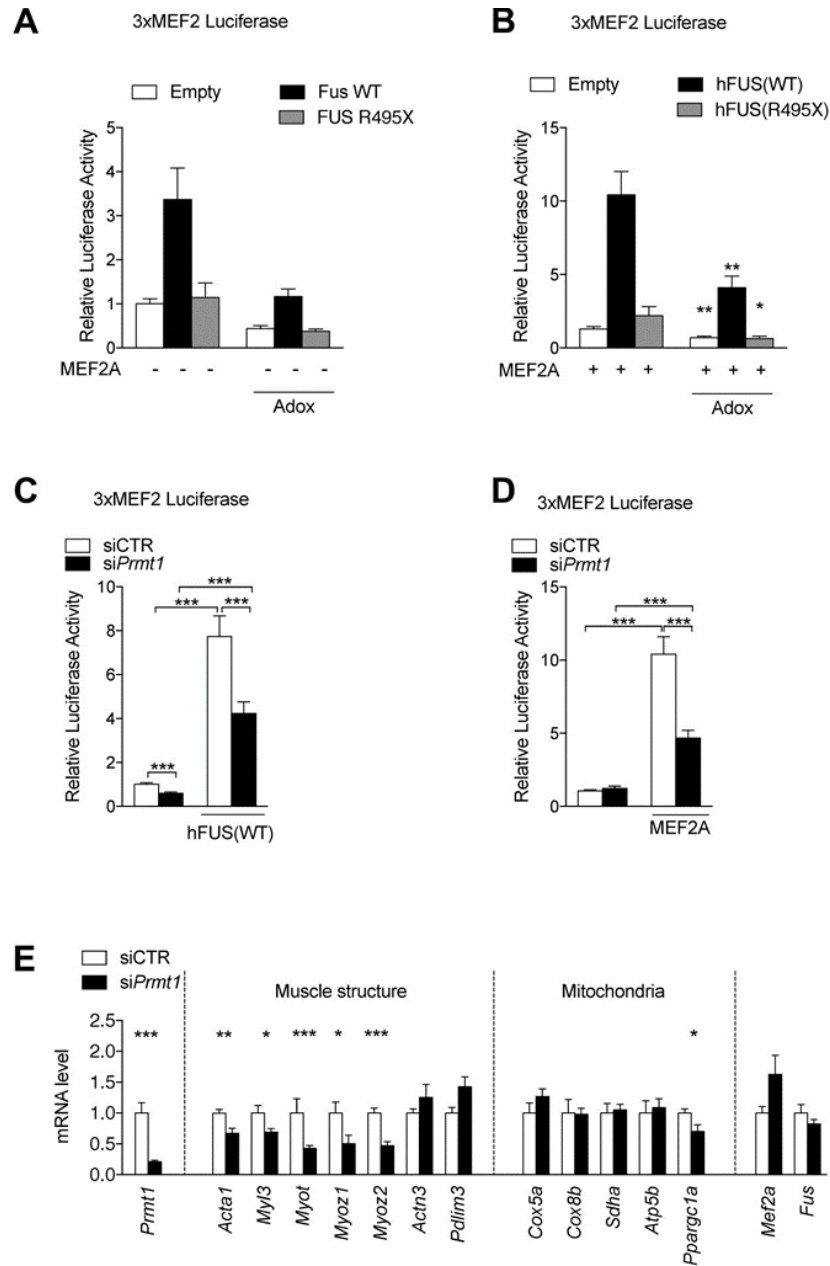 A
3xMEF2 Luciferase
Empty
Fus WT
FUS R495X
Relative Luciferase Activity
5
4
3
2
1
0
MEF2A - - - - - -
Adox
B
3xMEF2 Luciferase
Empty
hFUS(WT)
hFUS(R495X)
Relative Luciferase Activity
15
10
5
0
** ** *
MEF2A + + + + + +
Adox
C
3xMEF2 Luciferase
siCTR
siPrmt1
Relative Luciferase Activity
10
8
6
4
2
0
***
*** ***
***
hFUS(WT)
D
3xMEF2 Luciferase
siCTR
siPrmt1
Relative Luciferase Activity
15
10
5
0
***
*** ***
MEF2A
E
siCTR
siPrmt1
Muscle structure
Mitochondria
mRNA level
2.5
2.0
1.5
1.0
0.5
0.0
*** ** * *** * *** *
Prmt1
Acta1
Myl3
Myot
Myoz1
Myoz2
Actn3
Pdlim3
Cox5a
Cox8b
Sdha
Atp5b
Ppargc1a
Mef2a
Fus